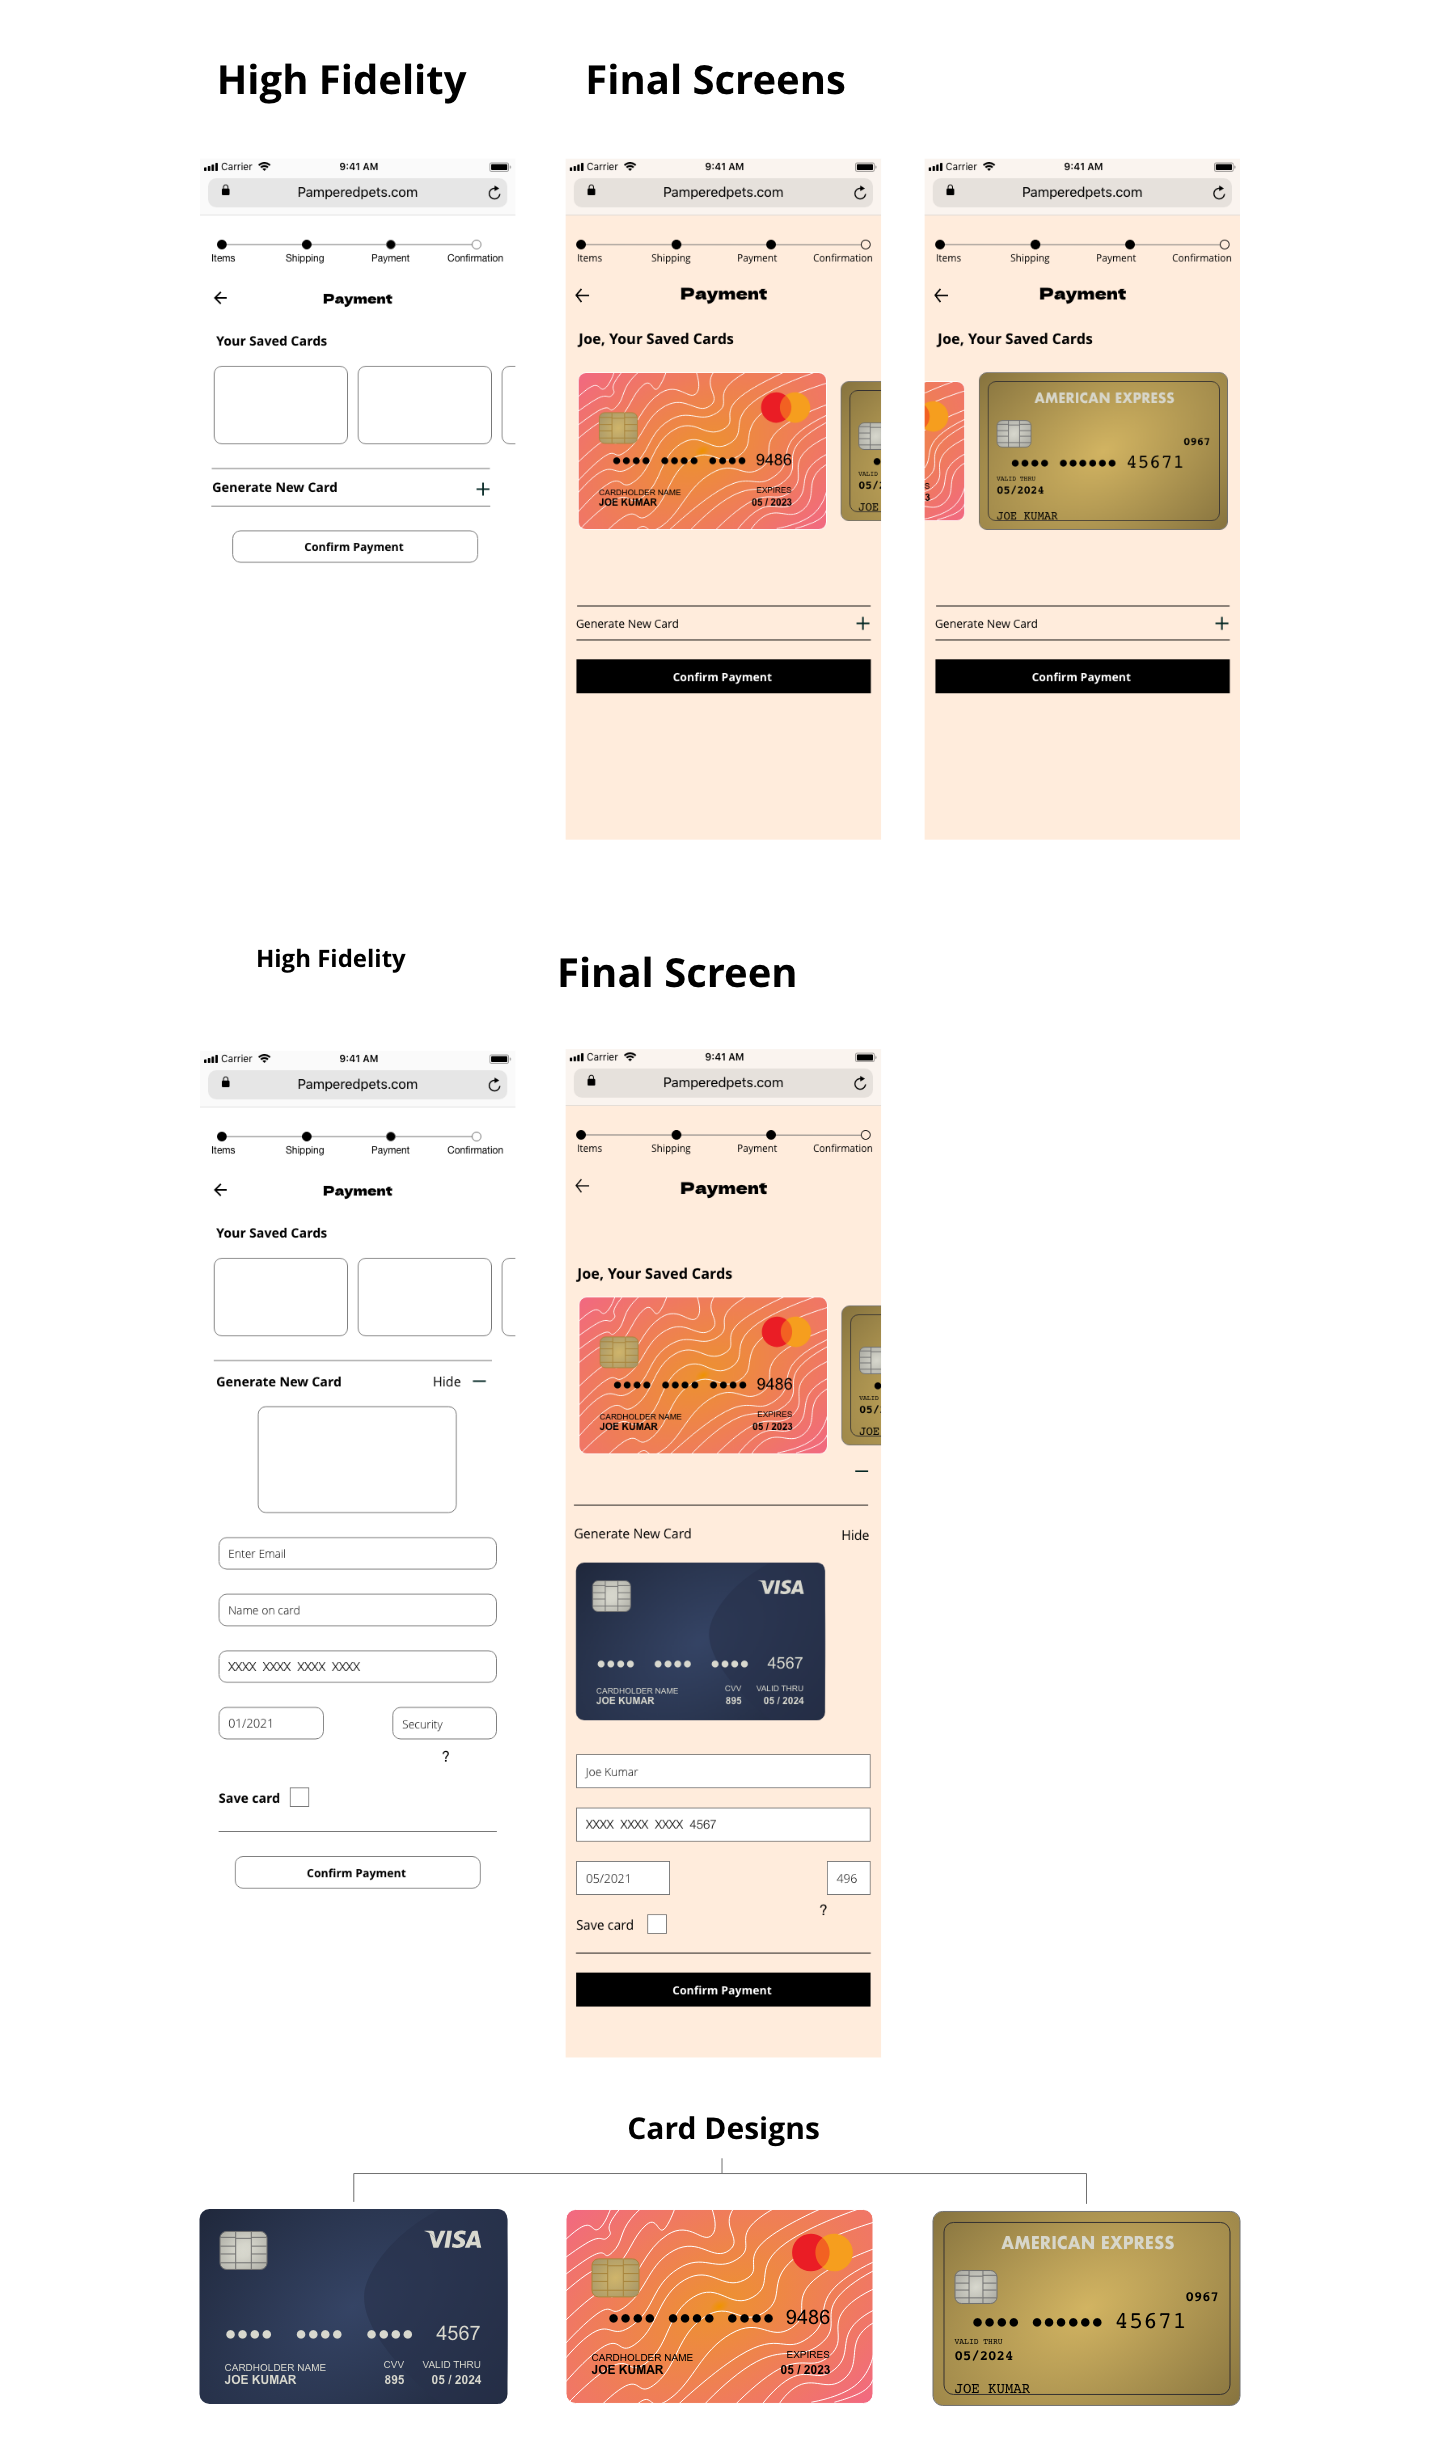 High Fidelity
Final Screens
Carrier 9:41 AM
Pamperedpets.com
Items Shipping Payment Confirmation
Payment
Your Saved Cards
Generate New Card +
Confirm Payment
Carrier 9:41 AM
Pamperedpets.com
Items Shipping Payment Confirmation
Payment
Joe, Your Saved Cards
•••• •••• •••• 9486
CARDHOLDER NAME EXPIRES
JOE KUMAR 05 / 2023
VALID
05/2
JOE
Generate New Card +
Confirm Payment
Carrier 9:41 AM
Pamperedpets.com
Items Shipping Payment Confirmation
Payment
Joe, Your Saved Cards
S
3
AMERICAN EXPRESS
0967
•••• •••••• 45671
VALID THRU
05/2024
JOE KUMAR
Generate New Card +
Confirm Payment
High Fidelity
Final Screen
Carrier 9:41 AM
Pamperedpets.com
Items Shipping Payment Confirmation
Payment
Your Saved Cards
Generate New Card Hide —
Enter Email
Name on card
XXXX XXXX XXXX XXXX
01/2021 Security
?
Save card
Confirm Payment
Carrier 9:41 AM
Pamperedpets.com
Items Shipping Payment Confirmation
Payment
Joe, Your Saved Cards
•••• •••• •••• 9486
CARDHOLDER NAME EXPIRES
JOE KUMAR 05 / 2023
VALID
05/2
JOE
—
Generate New Card Hide
VISA
•••• •••• •••• 4567
CARDHOLDER NAME CVV VALID THRU
JOE KUMAR 895 05 / 2024
Joe Kumar
XXXX XXXX XXXX 4567
05/2021 496
?
Save card
Confirm Payment
Card Designs
VISA
•••• •••• •••• 4567
CARDHOLDER NAME CVV VALID THRU
JOE KUMAR 895 05 / 2024
•••• •••• •••• 9486
CARDHOLDER NAME EXPIRES
JOE KUMAR 05 / 2023
AMERICAN EXPRESS
0967
•••• •••••• 45671
VALID THRU
05/2024
JOE KUMAR